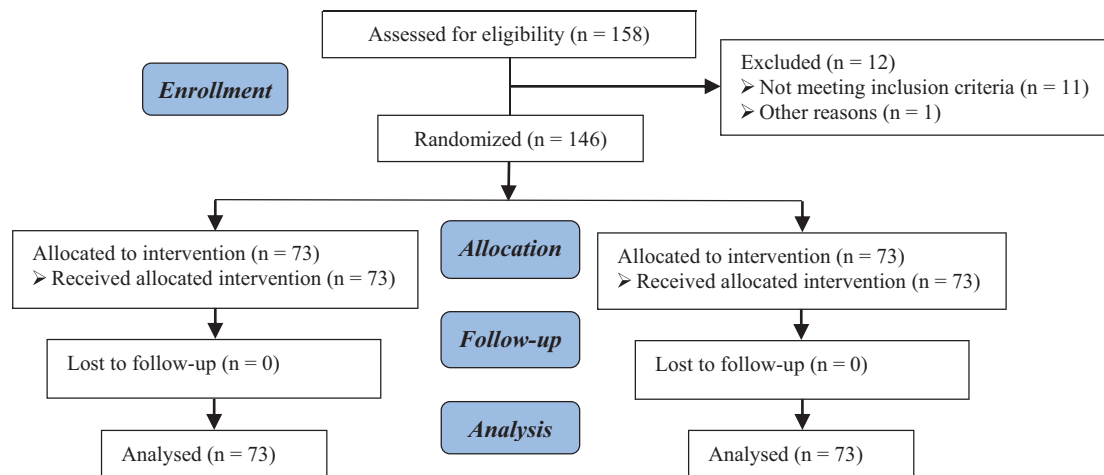 Assessed for eligibility (n = 158)
Excluded (n = 12)
➢ Not meeting inclusion criteria (n = 11)
➢ Other reasons (n = 1)
Enrollment
Randomized (n = 146)
Allocated to intervention (n = 73)
➢ Received allocated intervention (n = 73)
Allocation
Allocated to intervention (n = 73)
➢ Received allocated intervention (n = 73)
Follow-up
Lost to follow-up (n = 0)
Lost to follow-up (n = 0)
Analysis
Analysed (n = 73)
Analysed (n = 73)